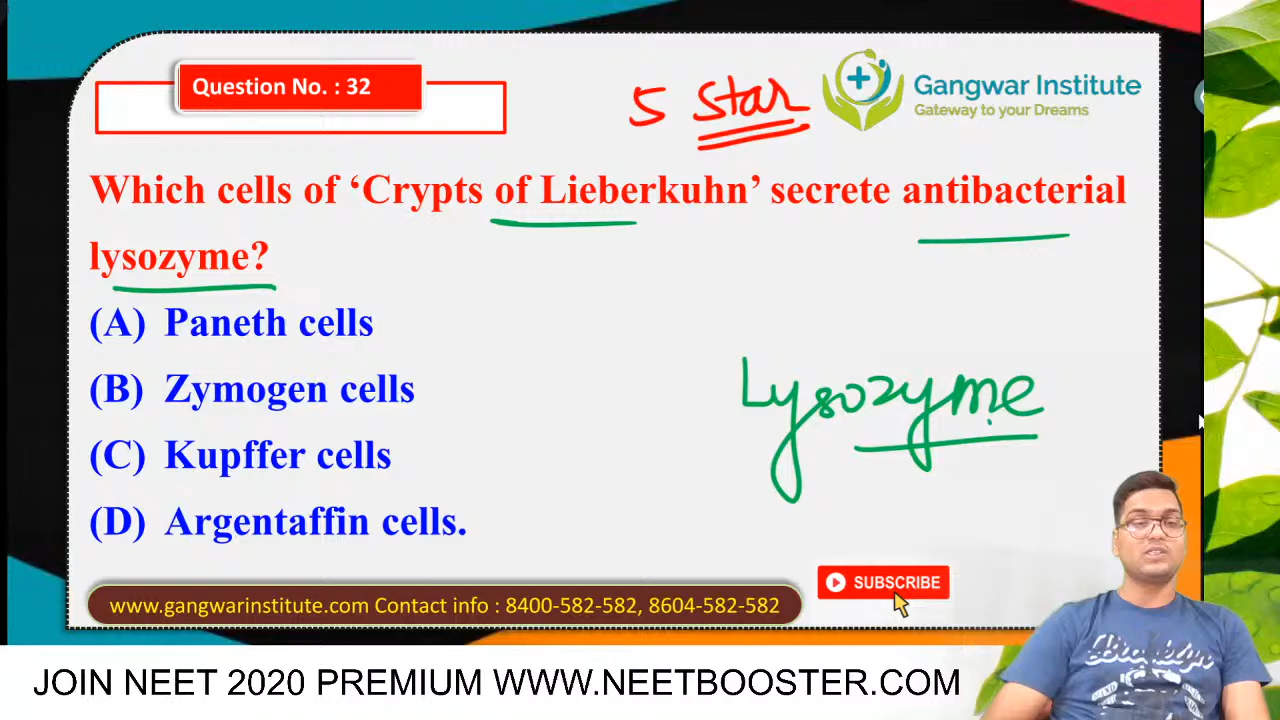 Question No. : 32
5 Star
Gangwar Institute
Gateway to your Dreams
Which cells of ‘Crypts of Lieberkuhn’ secrete antibacterial
lysozyme?
(A) Paneth cells
(B) Zymogen cells
(C) Kupffer cells
(D) Argentaffin cells.
Lysozyme
www.gangwarinstitute.com Contact info : 8400-582-582, 8604-582-582
SUBSCRIBE
JOIN NEET 2020 PREMIUM WWW.NEETBOOSTER.COM